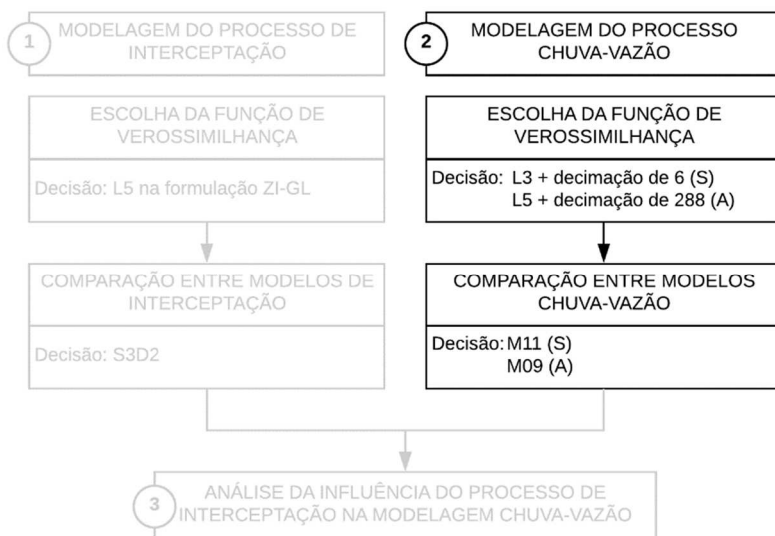 1
MODELAGEM DO PROCESSO DE
INTERCEPTAÇÃO
ESCOLHA DA FUNÇÃO DE
VEROSSIMILHANÇA
Decisão: L5 na formulação ZI-GL
COMPARAÇÃO ENTRE MODELOS DE
INTERCEPTAÇÃO
Decisão: S3D2
2
MODELAGEM DO PROCESSO
CHUVA-VAZÃO
ESCOLHA DA FUNÇÃO DE
VEROSSIMILHANÇA
Decisão: L3 + decimação de 6 (S)
L5 + decimação de 288 (A)
COMPARAÇÃO ENTRE MODELOS
CHUVA-VAZÃO
Decisão: M11 (S)
M09 (A)
3
ANÁLISE DA INFLUÊNCIA DO PROCESSO DE
INTERCEPTAÇÃO NA MODELAGEM CHUVA-VAZÃO